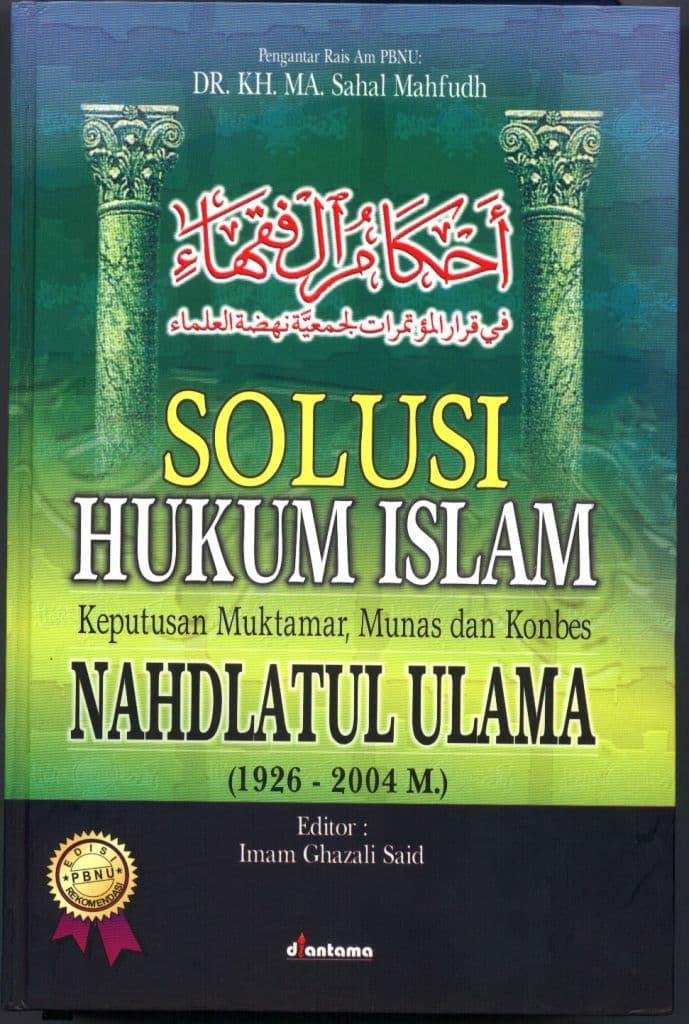 Pengantar Rais Am PBNU:
DR. KH. MA. Sahal Mahfudh
أحكام الفقهاء
في قرار المؤتمرات لجمعية نهضة العلماء
SOLUSI
HUKUM ISLAM
Keputusan Muktamar, Munas dan Konbes
NAHDLATUL ULAMA
(1926 - 2004 M.)
Editor :
Imam Ghazali Said
EDISI
PBNU
REKOMENDASI
diantama